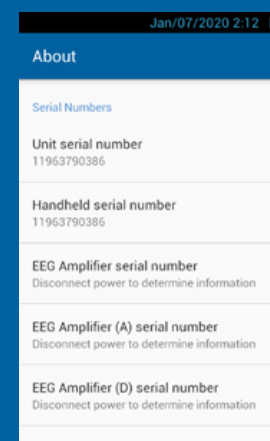 Jan/07/2020 2:12
About
Serial Numbers
Unit serial number
11963790386
Handheld serial number
11963790386
EEG Amplifier serial number
Disconnect power to determine information
EEG Amplifier (A) serial number
Disconnect power to determine information
EEG Amplifier (D) serial number
Disconnect power to determine information